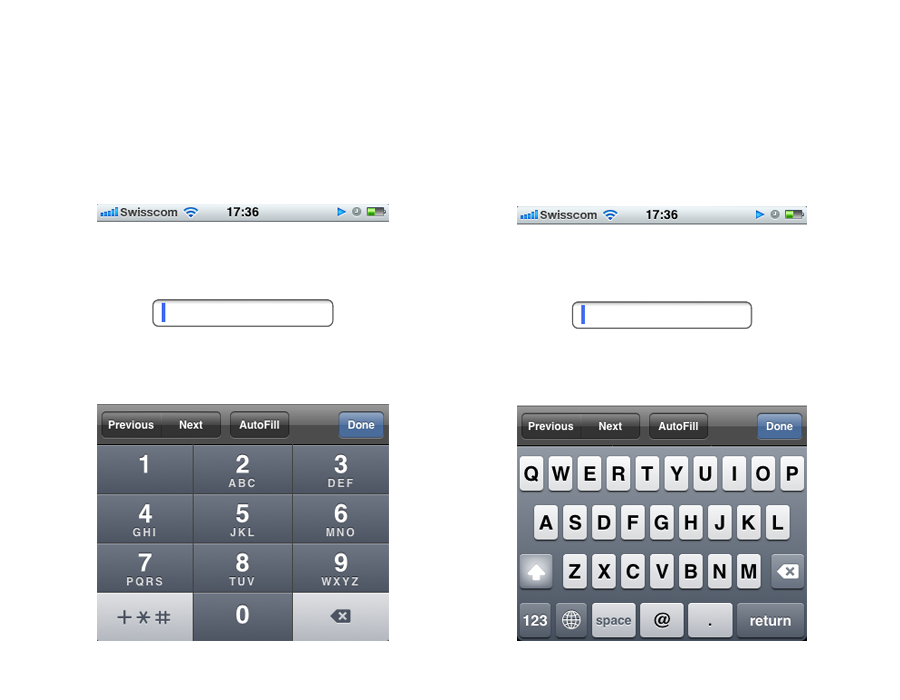 Swisscom 17:36
Previous Next AutoFill Done
1 2 3
ABC DEF
4 5 6
GHI JKL MNO
7 8 9
PQRS TUV WXYZ
+*# 0
Swisscom 17:36
Previous Next AutoFill Done
Q W E R T Y U I O P
A S D F G H J K L
Z X C V B N M
123 space @ . return